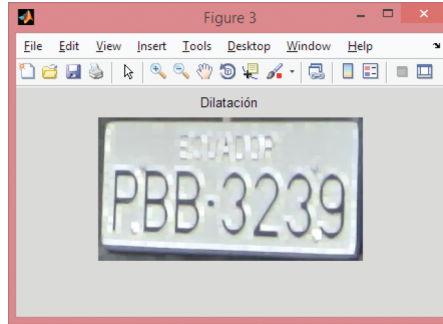 Figure 3
File Edit View Insert Tools Desktop Window Help
Dilatación
ECUADOR
PBB-3239